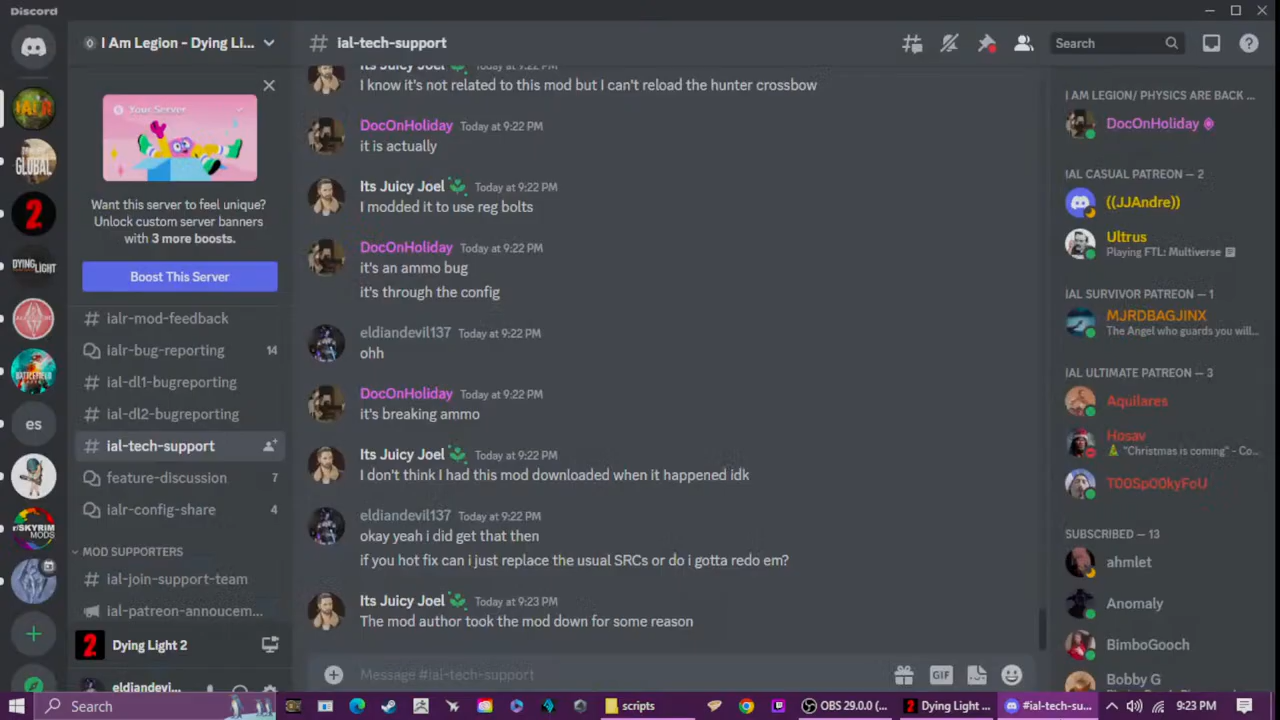 Discord
I Am Legion - Dying Li...
ial-tech-support
Search
Your Server
Want this server to feel unique?
Unlock custom server banners
with 3 more boosts.
Boost This Server
ialr-mod-feedback
ialr-bug-reporting 14
ial-dl1-bugreporting
ial-dl2-bugreporting
ial-tech-support
feature-discussion 7
ialr-config-share 4
MOD SUPPORTERS
ial-join-support-team
ial-patreon-annoucem...
Dying Light 2
eldiandevi...
IALR
GLOBAL
2
DYING LIGHT
es
SKYRIM
MODS
Its Juicy Joel Today at 9:22 PM
I know it's not related to this mod but I can't reload the hunter crossbow
DocOnHoliday Today at 9:22 PM
it is actually
Its Juicy Joel Today at 9:22 PM
I modded it to use reg bolts
DocOnHoliday Today at 9:22 PM
it's an ammo bug
it's through the config
eldiandevil137 Today at 9:22 PM
ohh
DocOnHoliday Today at 9:22 PM
it's breaking ammo
Its Juicy Joel Today at 9:22 PM
I don't think I had this mod downloaded when it happened idk
eldiandevil137 Today at 9:22 PM
okay yeah i did get that then
if you hot fix can i just replace the usual SRCs or do i gotta redo em?
Its Juicy Joel Today at 9:23 PM
The mod author took the mod down for some reason
Message #ial-tech-support
GIF
I AM LEGION/ PHYSICS ARE BACK ...
DocOnHoliday
IAL CASUAL PATREON — 2
((JJAndre))
Ultrus
Playing FTL: Multiverse
IAL SURVIVOR PATREON — 1
MJRDBAGJINX
The Angel who guards you will...
IAL ULTIMATE PATREON — 3
Aquilares
Hosav
"Christmas is coming" - Co...
T00Sp00kyFoU
SUBSCRIBED — 13
ahmlet
Anomaly
BimboGooch
Bobby G
Search
scripts
OBS 29.0.0 (...
Dying Light ...
#ial-tech-su...
9:23 PM